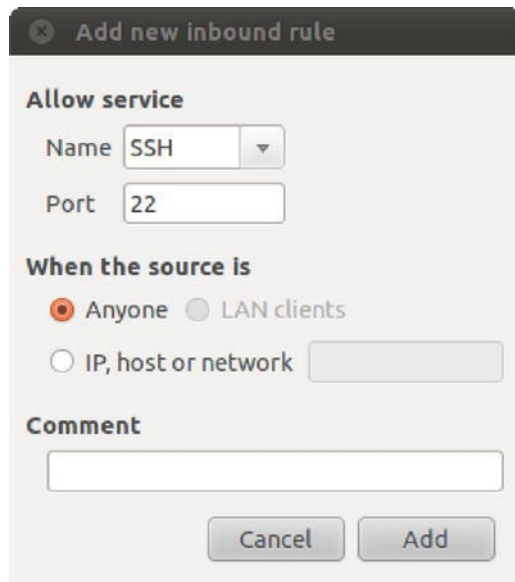 Add new inbound rule
Allow service
Name SSH
Port 22
When the source is
Anyone LAN clients
IP, host or network
Comment
Cancel Add